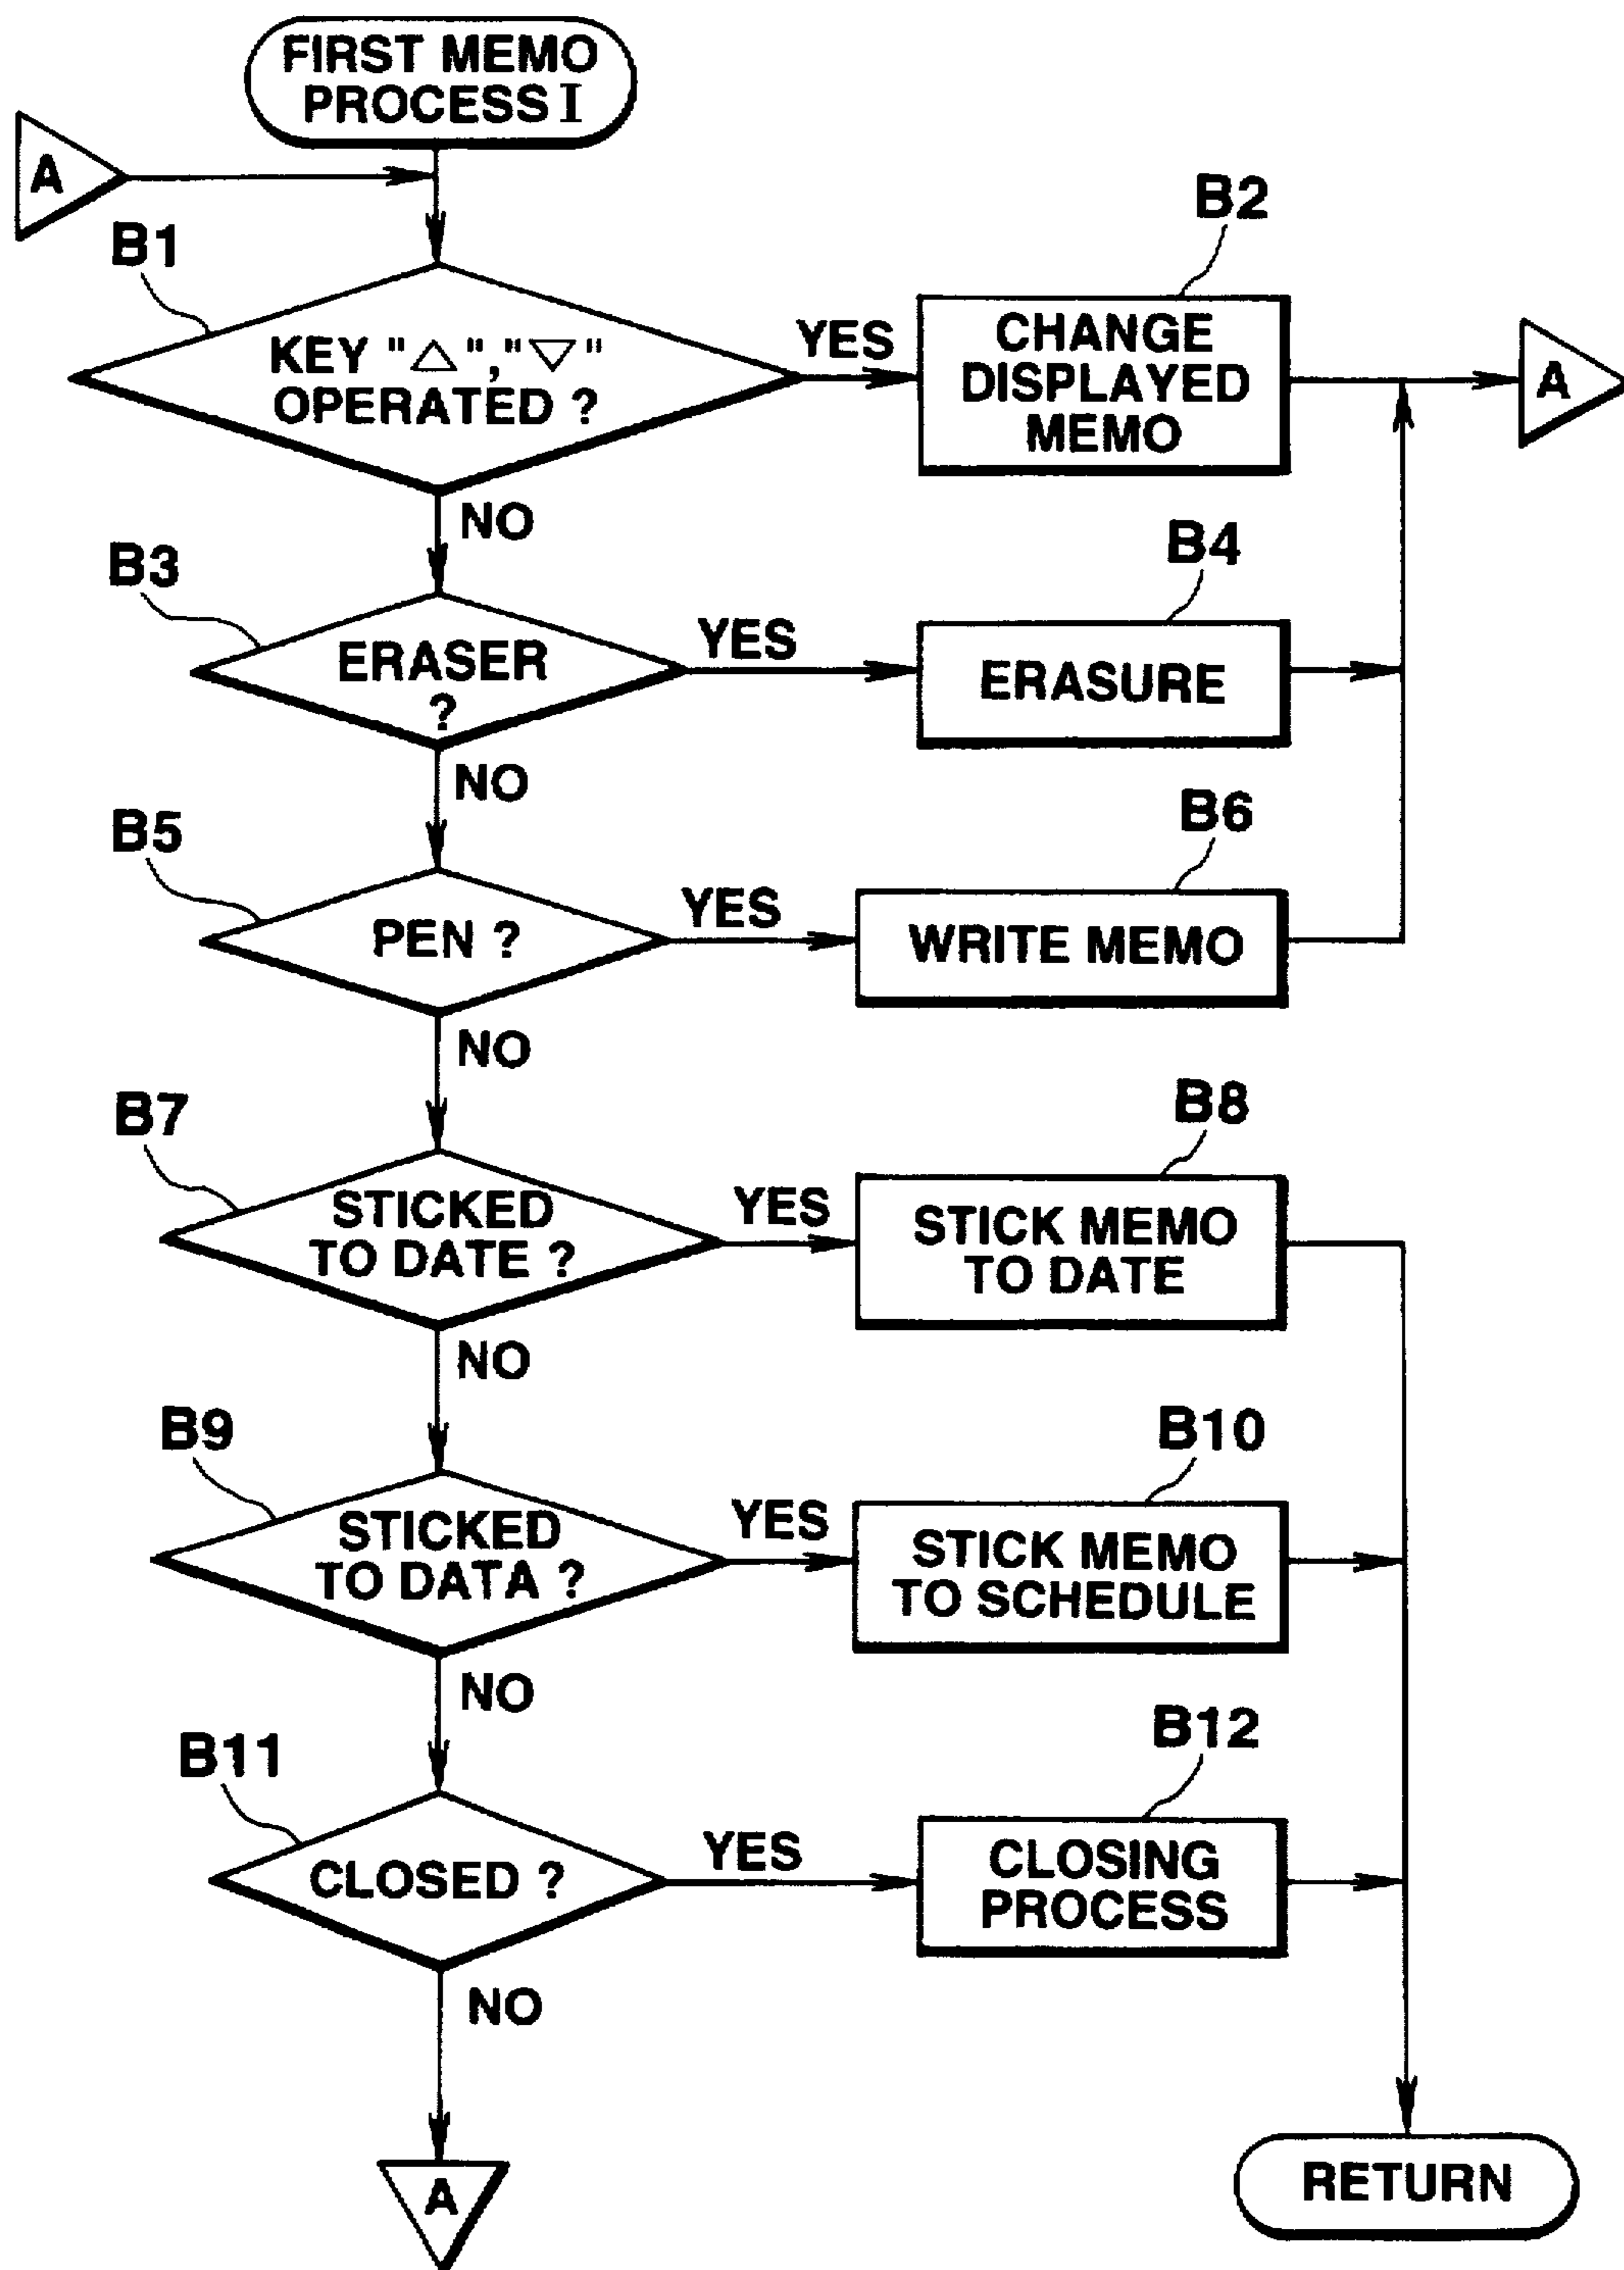 FIRST MEMO
PROCESS I
A
B1
KEY "△","▽"
OPERATED ?
YES
B2
CHANGE
DISPLAYED
MEMO
A
NO
B3
ERASER
?
YES
B4
ERASURE
NO
B5
PEN ?
YES
B6
WRITE MEMO
NO
B7
STICKED
TO DATE ?
YES
B8
STICK MEMO
TO DATE
NO
B9
STICKED
TO DATA ?
YES
B10
STICK MEMO
TO SCHEDULE
NO
B11
CLOSED ?
YES
B12
CLOSING
PROCESS
NO
A
RETURN